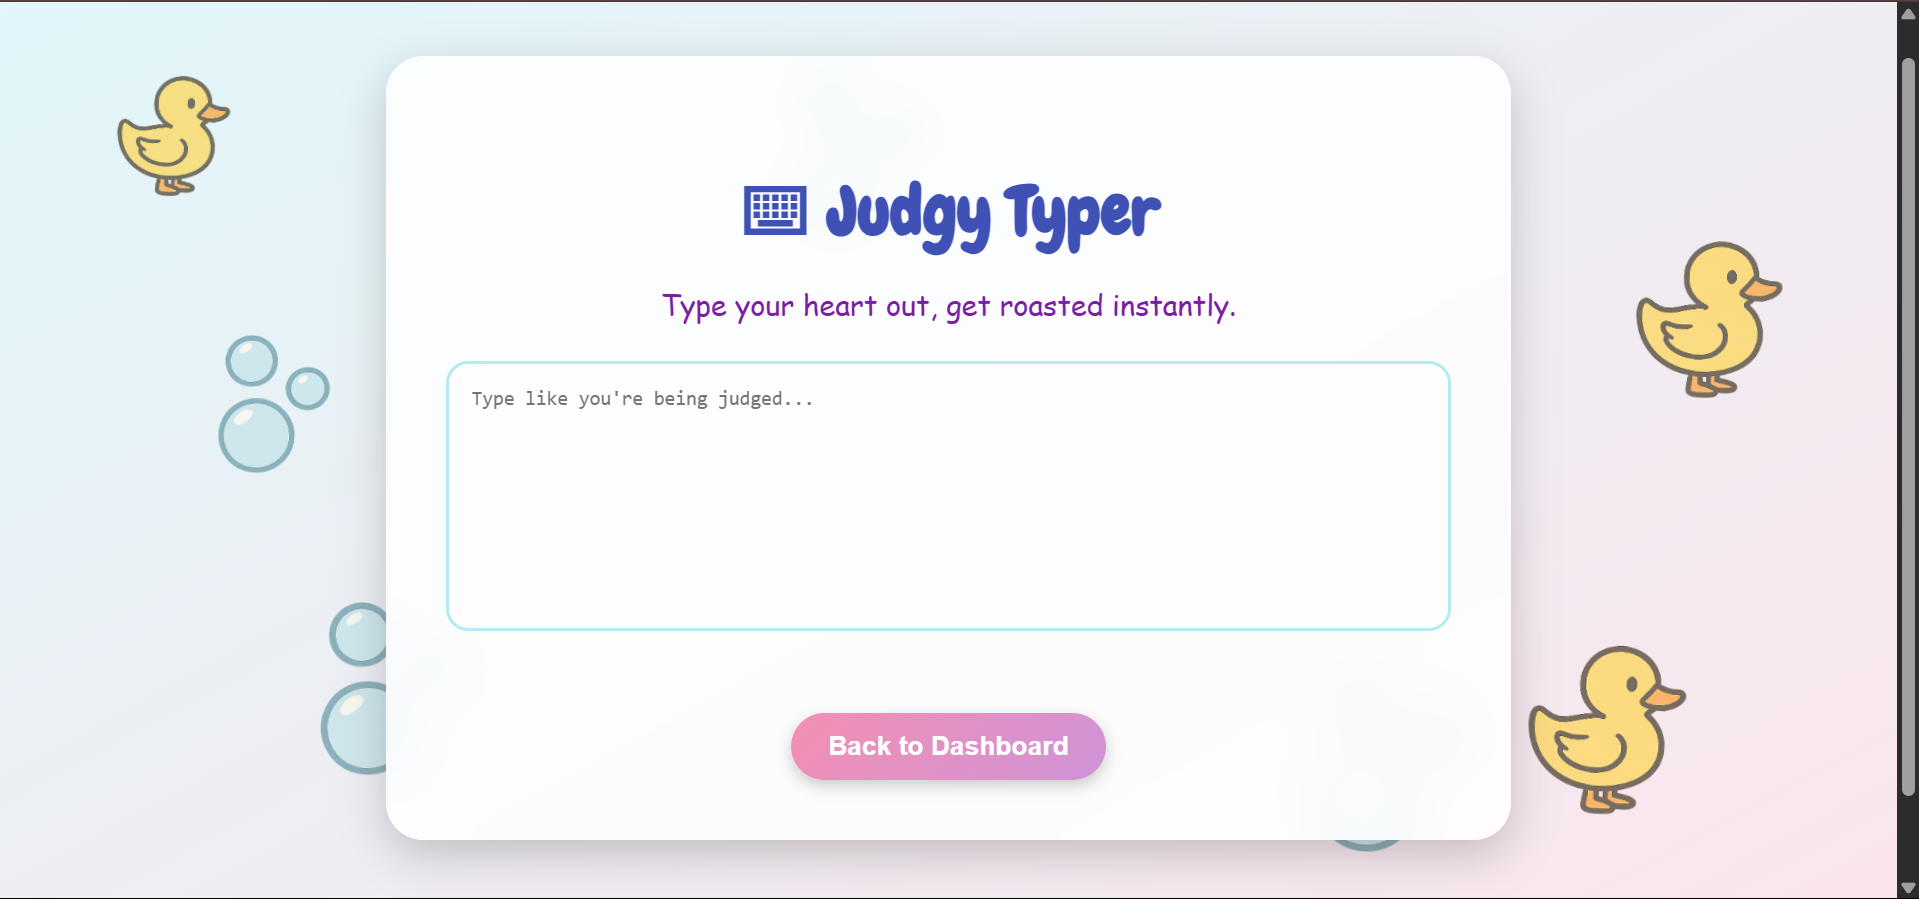 Judgy Typer
Type your heart out, get roasted instantly.
Type like you're being judged...
Back to Dashboard